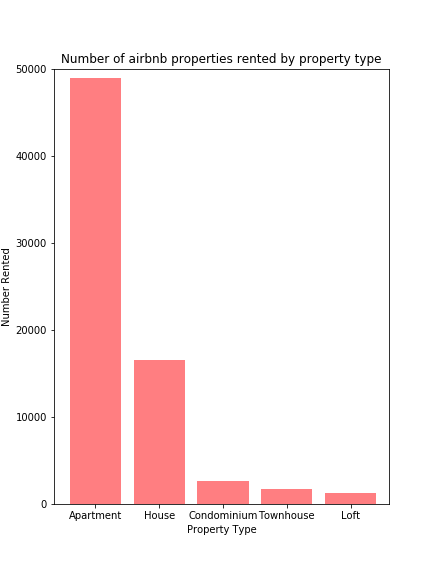 Number of airbnb properties rented by property type
50000
40000
30000
20000
10000
0
Number Rented
Apartment House Condominium Townhouse Loft
Property Type